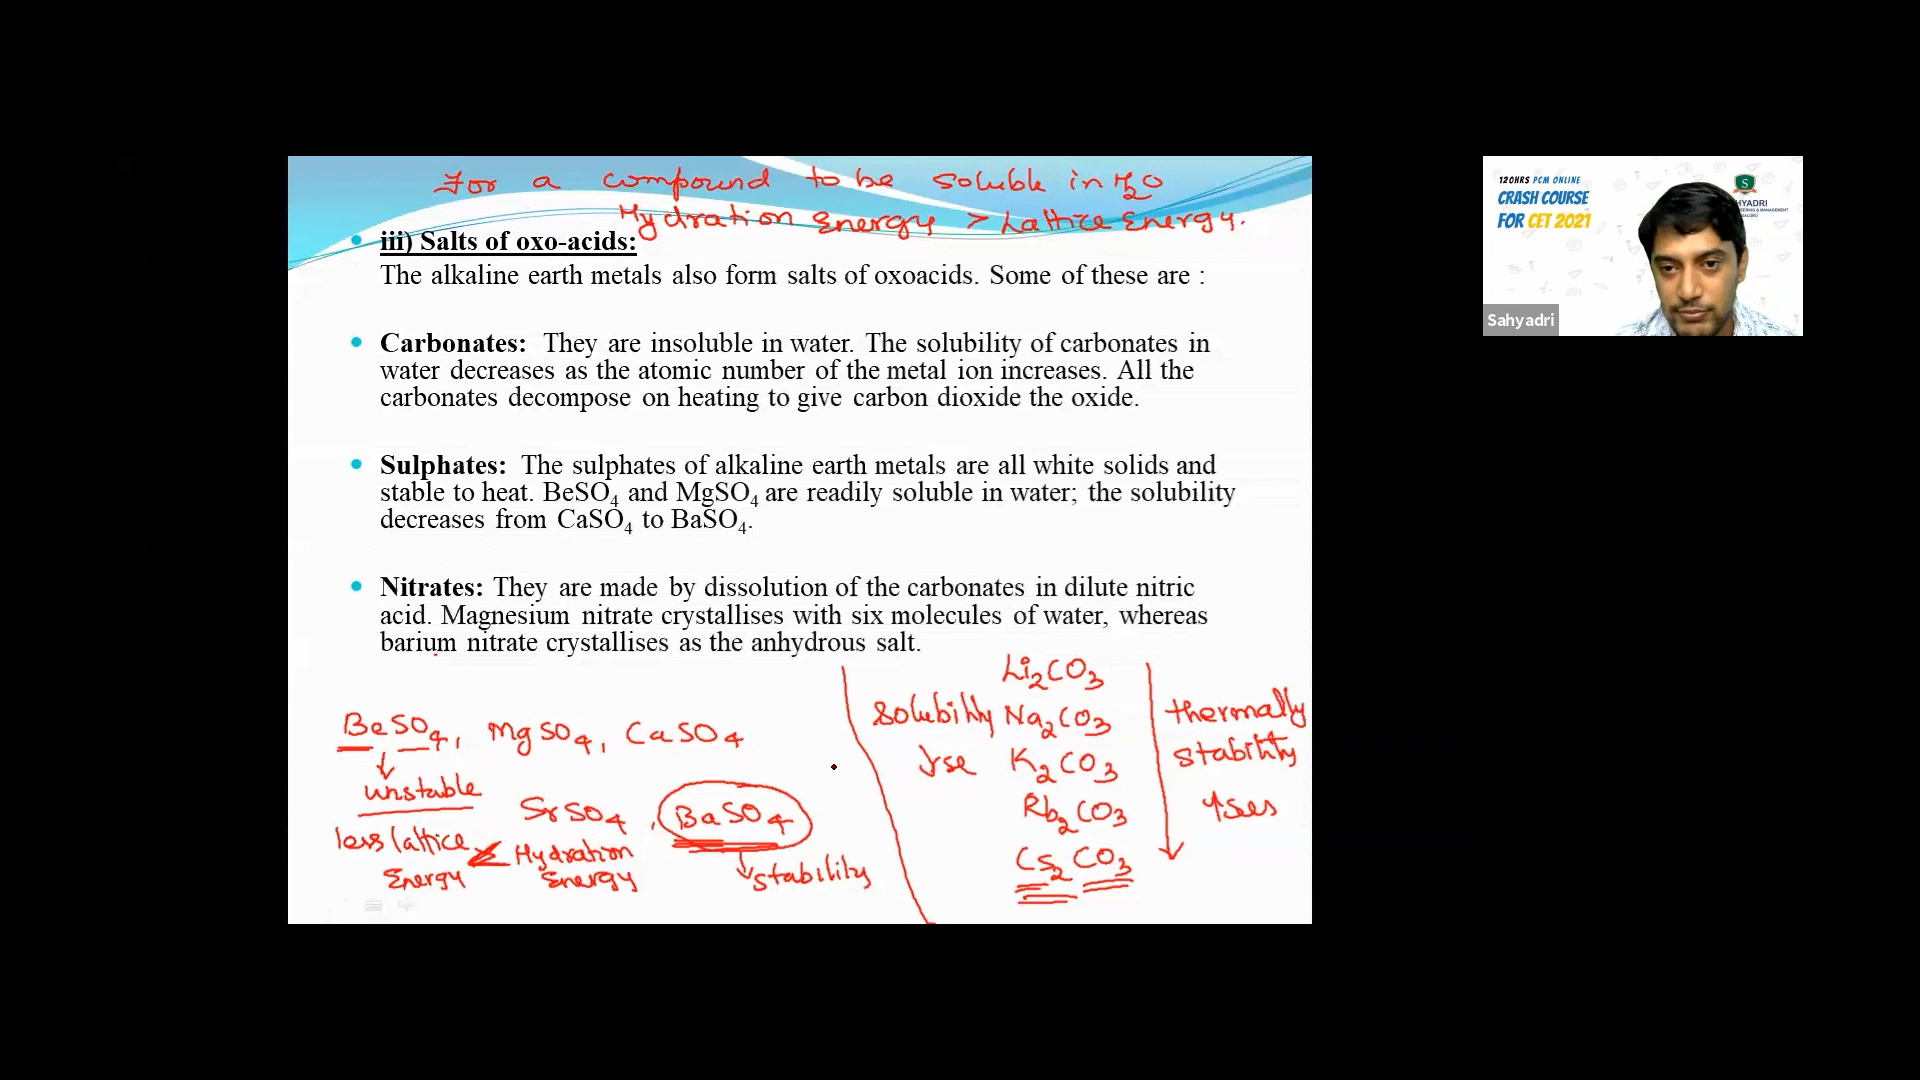 For a compound to be soluble in H2O
Hydration Energy > Lattice Energy.
iii) Salts of oxo-acids:
The alkaline earth metals also form salts of oxoacids. Some of these are :
Carbonates: They are insoluble in water. The solubility of carbonates in
water decreases as the atomic number of the metal ion increases. All the
carbonates decompose on heating to give carbon dioxide the oxide.
Sulphates: The sulphates of alkaline earth metals are all white solids and
stable to heat. BeSO4 and MgSO4 are readily soluble in water; the solubility
decreases from CaSO4 to BaSO4.
Nitrates: They are made by dissolution of the carbonates in dilute nitric
acid. Magnesium nitrate crystallises with six molecules of water, whereas
barium nitrate crystallises as the anhydrous salt.
BeSO4, MgSO4, CaSO4
unstable
SrSO4, BaSO4
less lattice Energy < Hydration Energy
stability
Li2CO3
solubility Na2CO3
↓se K2CO3
Rb2CO3
Cs2CO3
thermally
stability
↑ses
120HRS PCM ONLINE
CRASH COURSE
FOR CET 2021
S
Sahyadri